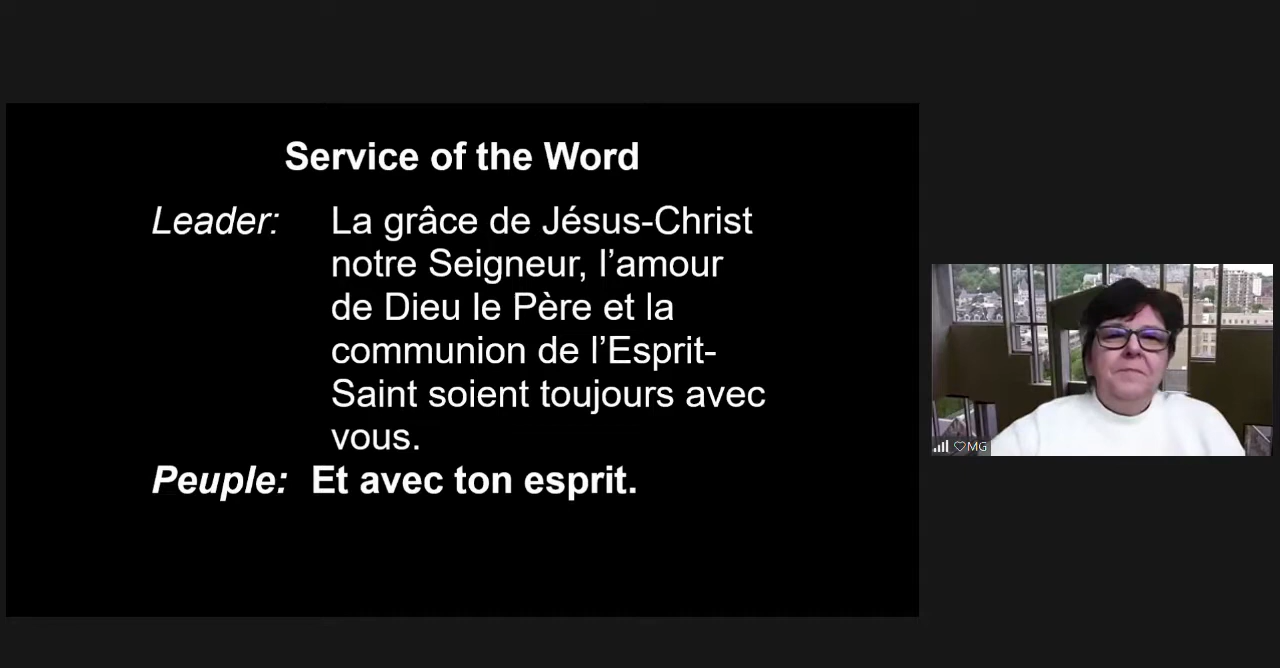 Service of the Word
Leader: La grâce de Jésus-Christ
notre Seigneur, l’amour
de Dieu le Père et la
communion de l’Esprit-
Saint soient toujours avec
vous.
Peuple: Et avec ton esprit.
♡MG